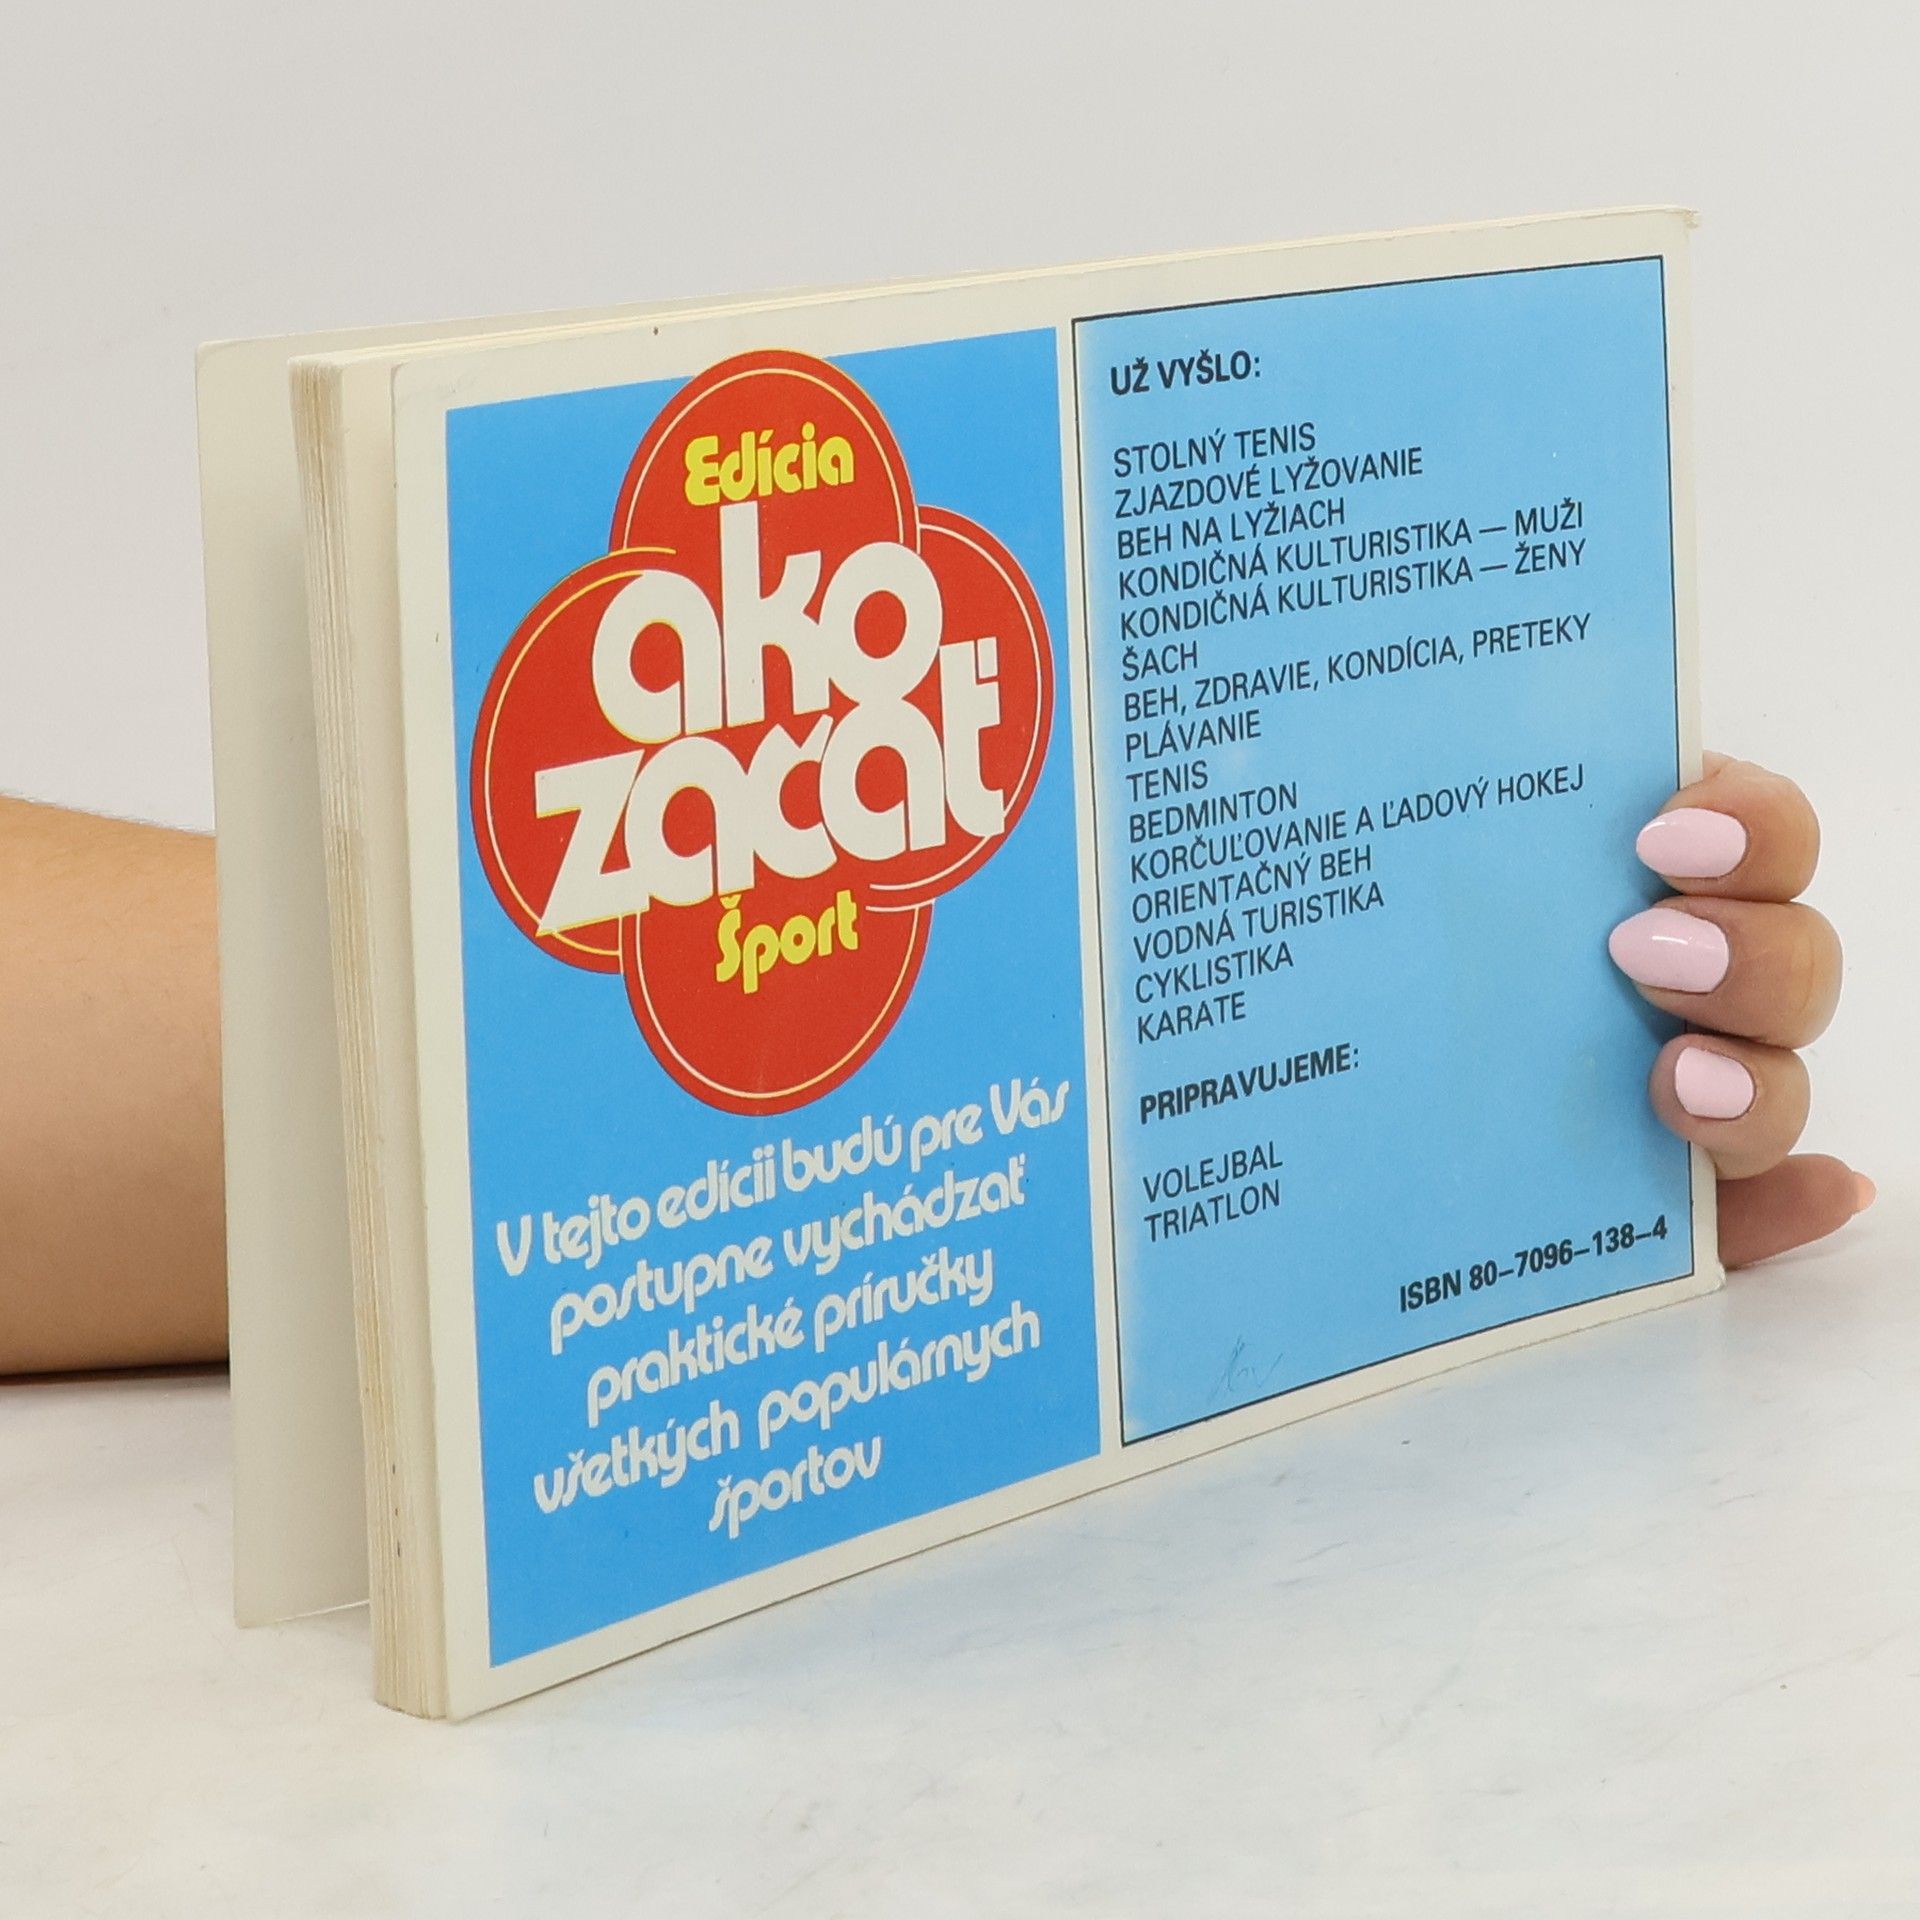 Edícia
ako
začať
Šport
V tejto edícii budú pre Vás
postupne vychádzať
praktické príručky
všetkých populárnych
športov
UŽ VYŠLO:
STOLNÝ TENIS
ZJAZDOVÉ LYŽOVANIE
BEH NA LYŽIACH
KONDIČNÁ KULTURISTIKA — MUŽI
KONDIČNÁ KULTURISTIKA — ŽENY
ŠACH
BEH, ZDRAVIE, KONDÍCIA, PRETEKY
PLÁVANIE
TENIS
BEDMINTON
KORČUĽOVANIE A ĽADOVÝ HOKEJ
ORIENTAČNÝ BEH
VODNÁ TURISTIKA
CYKLISTIKA
KARATE
PRIPRAVUJEME:
VOLEJBAL
TRIATLON
ISBN 80–7096–138–4